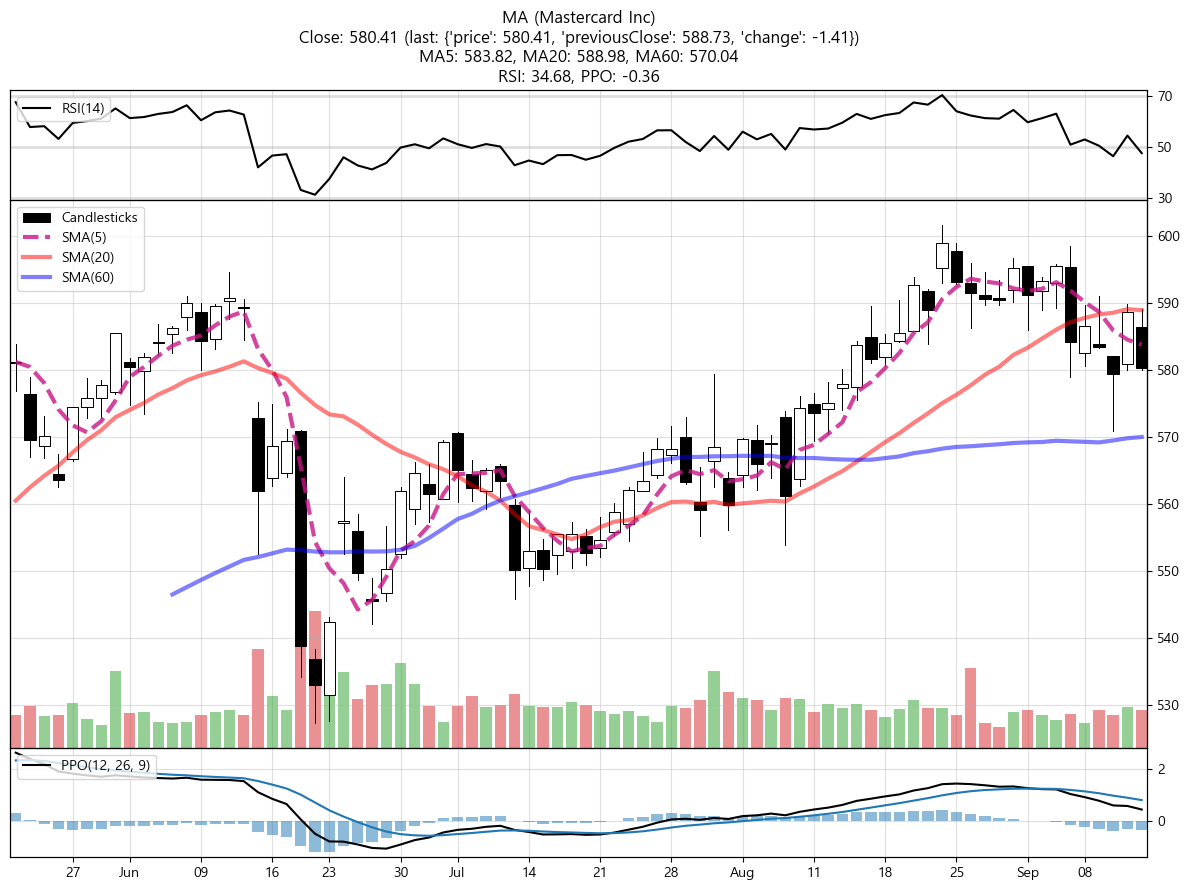 MA (Mastercard Inc)
Close: 580.41 (last: {'price': 580.41, 'previousClose': 588.73, 'change': -1.41})
MA5: 583.82, MA20: 588.98, MA60: 570.04
RSI: 34.68, PPO: -0.36
RSI(14)
70
50
30
Candlesticks
SMA(5)
SMA(20)
SMA(60)
600
590
580
570
560
550
540
530
PPO(12, 26, 9)
2
0
27 Jun 09 16 23 30 Jul 14 21 28 Aug 11 18 25 Sep 08